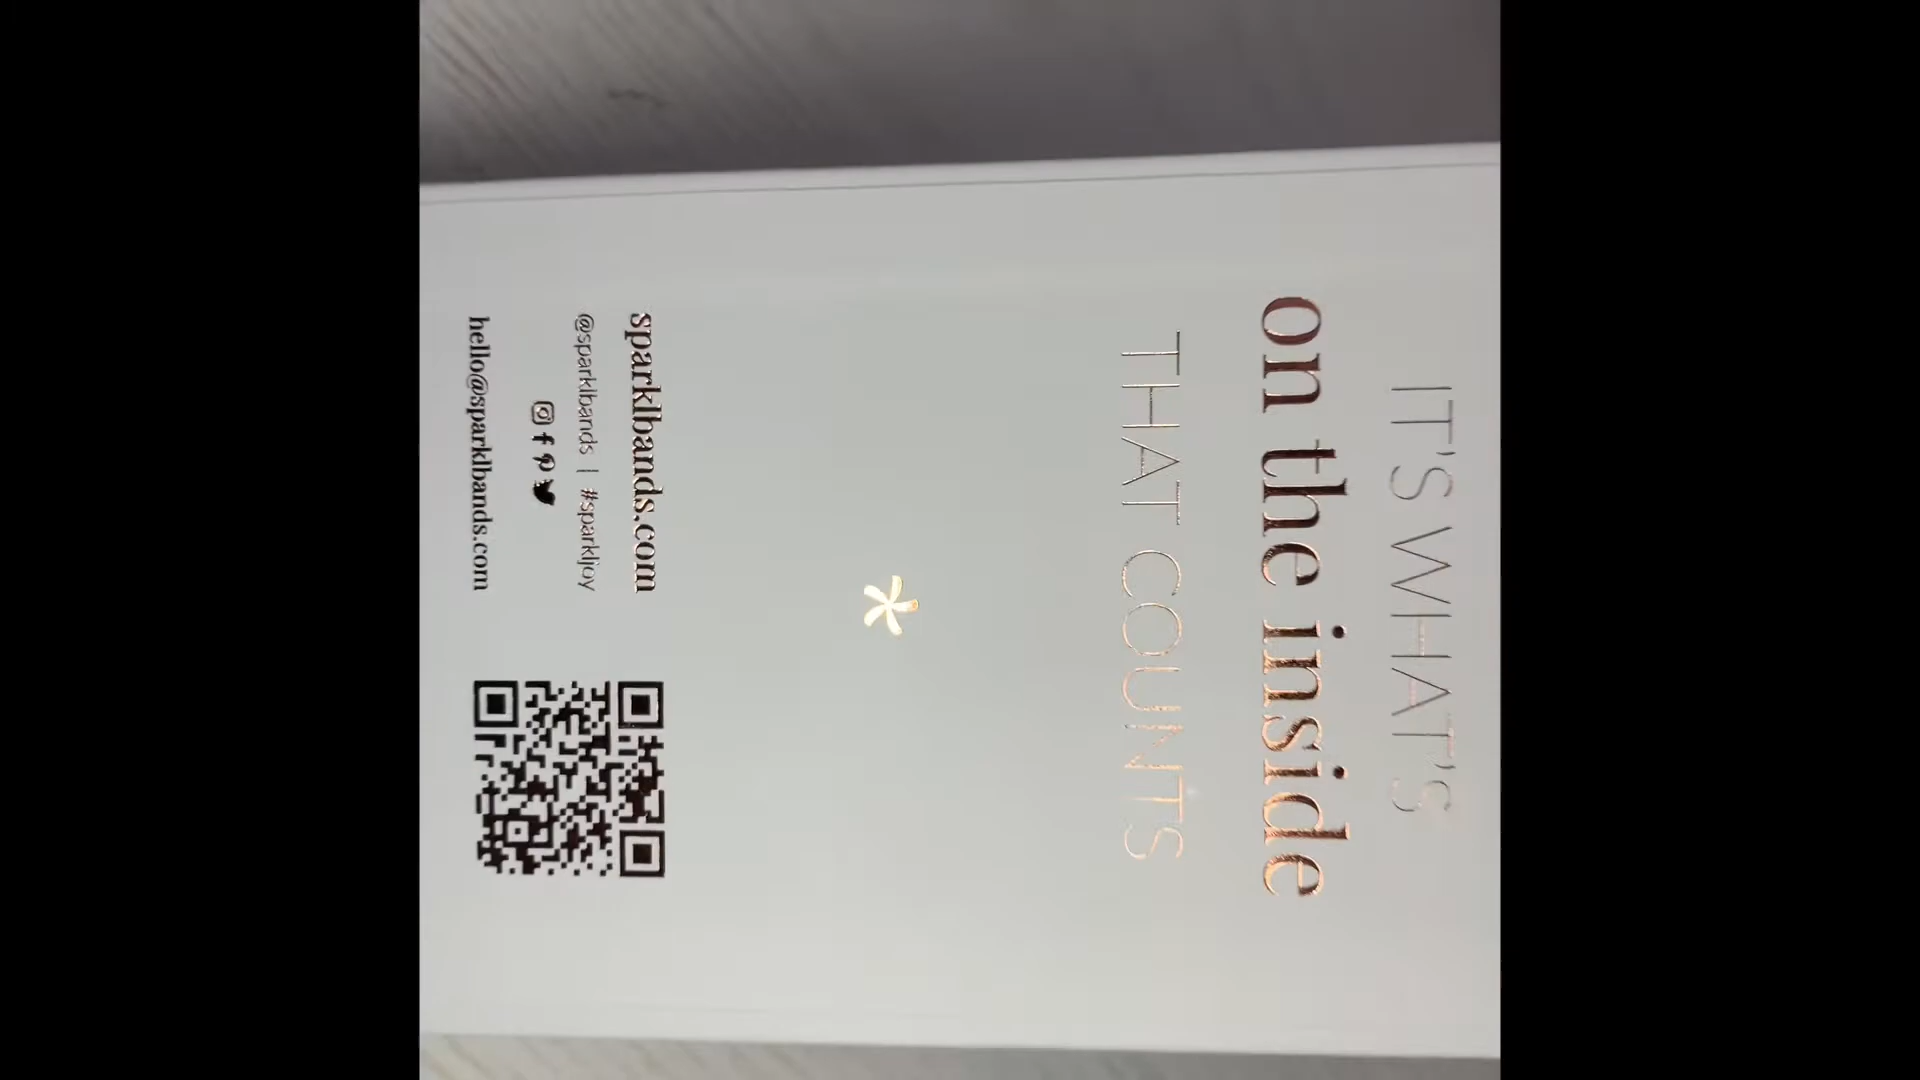 IT'S WHAT'S
on the inside
THAT COUNTS
sparklbands.com
@sparklbands | #sparkljoy
hello@sparklbands.com